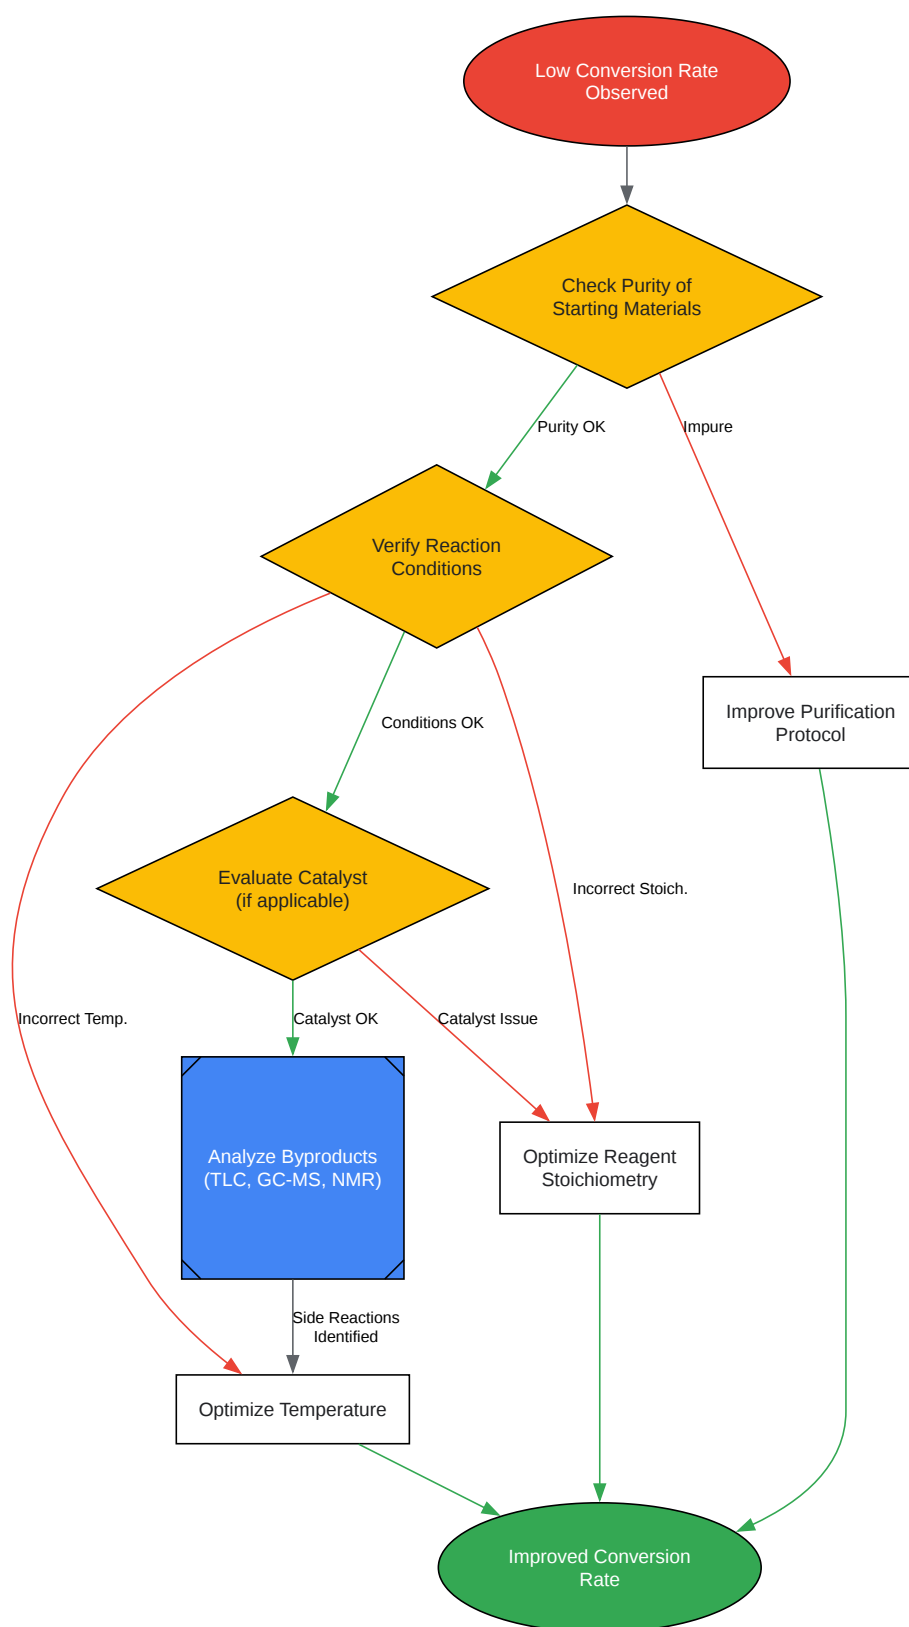 Low Conversion Rate
Observed
Check Purity of
Starting Materials
Purity OK
Impure
Verify Reaction
Conditions
Improve Purification
Protocol
Conditions OK
Evaluate Catalyst
(if applicable)
Incorrect Stoich.
Incorrect Temp.
Catalyst OK
Catalyst Issue
Analyze Byproducts
(TLC, GC-MS, NMR)
Optimize Reagent
Stoichiometry
Side Reactions
Identified
Optimize Temperature
Improved Conversion
Rate